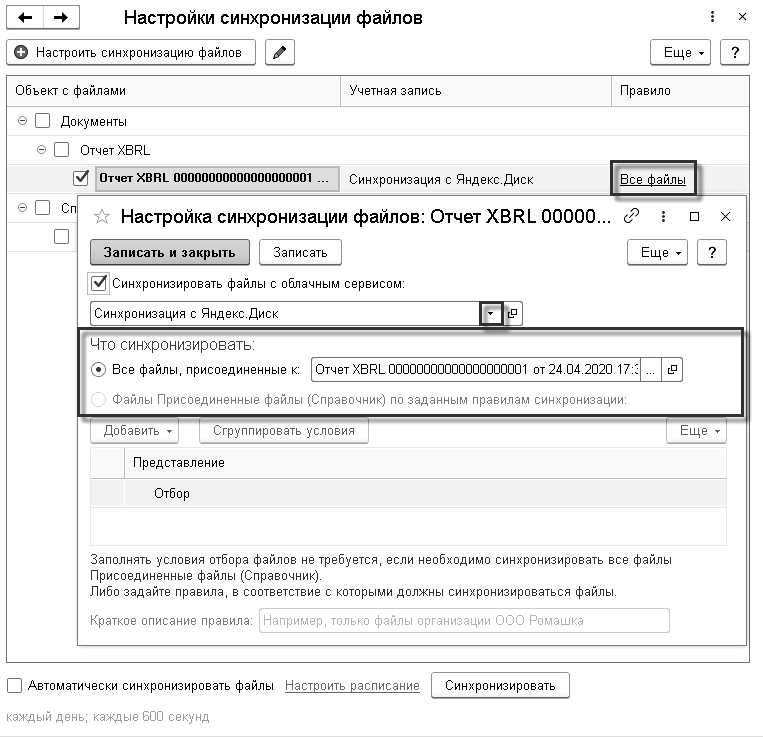 Настройки синхронизации файлов
Настроить синхронизацию файлов
Еще
?
Объект с файлами Учетная запись Правило
Документы
Отчет XBRL
Отчет XBRL 00000000000000000001 ... Синхронизация с Яндекс.Диск Все файлы
Сп
Настройка синхронизации файлов: Отчет XBRL 00000...
Записать и закрыть Записать Еще ?
Синхронизировать файлы с облачным сервисом:
Синхронизация с Яндекс.Диск
Что синхронизировать:
Все файлы, присоединенные к: Отчет XBRL 00000000000000000001 от 24.04.2020 17:3 ...
Файлы Присоединенные файлы (Справочник) по заданным правилам синхронизации:
Добавить Сгруппировать условия Еще
Представление
Отбор
Заполнять условия отбора файлов не требуется, если необходимо синхронизировать все файлы
Присоединенные файлы (Справочник).
Либо задайте правила, в соответствие с которыми должны синхронизироваться файлы.
Краткое описание правила: Например, только файлы организации ООО Ромашка
Автоматически синхронизировать файлы Настроить расписание Синхронизировать
каждый день; каждые 600 секунд